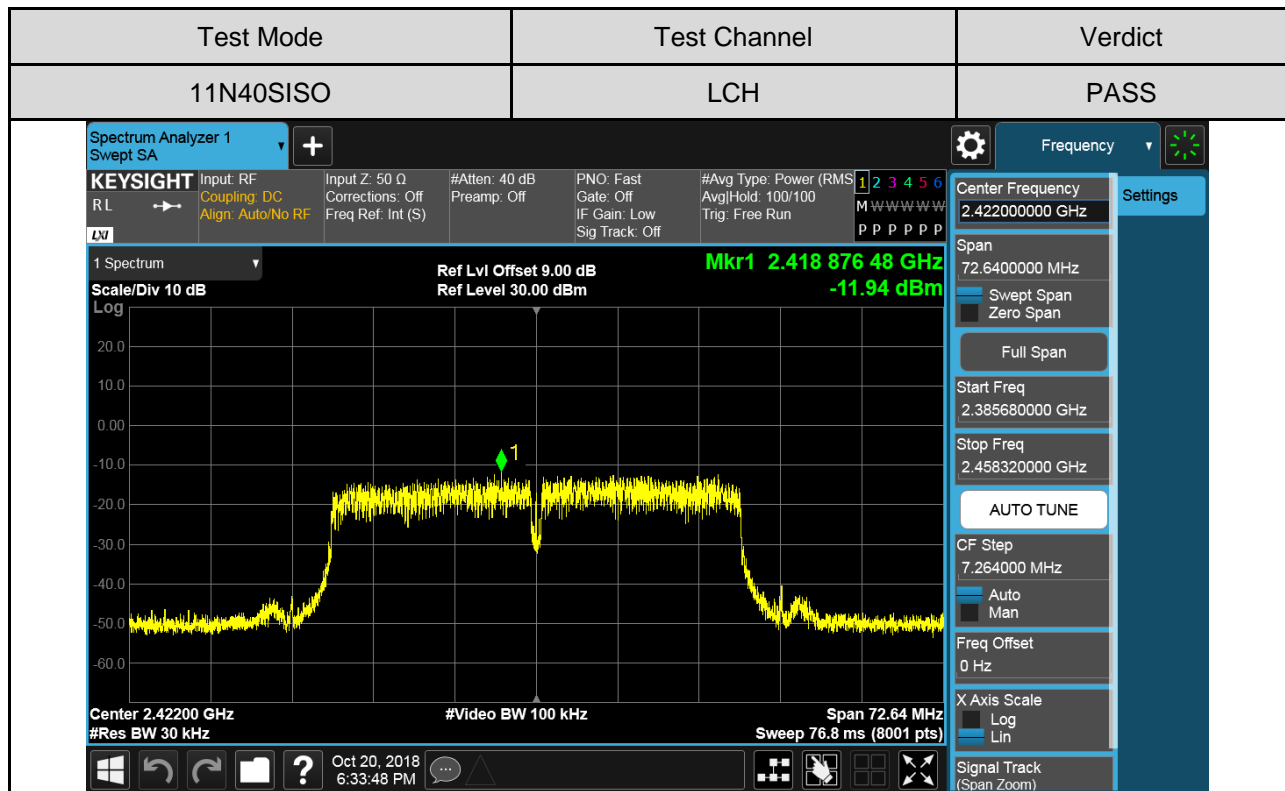 Test Mode Test Channel Verdict
11N40SISO LCH PASS
Spectrum Analyzer 1
Swept SA
+
Frequency
KEYSIGHT
R L
LXI
Input: RF
Coupling: DC
Align: Auto/No RF
Input Z: 50 Ω
Corrections: Off
Freq Ref: Int (S)
#Atten: 40 dB
Preamp: Off
PNO: Fast
Gate: Off
IF Gain: Low
Sig Track: Off
#Avg Type: Power (RMS
Avg|Hold: 100/100
Trig: Free Run
1 2 3 4 5 6
M W W W W W
P P P P P P
1 Spectrum
Scale/Div 10 dB
Log
Ref Lvl Offset 9.00 dB
Ref Level 30.00 dBm
Mkr1 2.418 876 48 GHz
-11.94 dBm
20.0
10.0
0.00
-10.0
-20.0
-30.0
-40.0
-50.0
-60.0
1
Center 2.42200 GHz
#Res BW 30 kHz
#Video BW 100 kHz
Span 72.64 MHz
Sweep 76.8 ms (8001 pts)
Center Frequency
2.422000000 GHz
Settings
Span
72.6400000 MHz
Swept Span
Zero Span
Full Span
Start Freq
2.385680000 GHz
Stop Freq
2.458320000 GHz
AUTO TUNE
CF Step
7.264000 MHz
Auto
Man
Freq Offset
0 Hz
X Axis Scale
Log
Lin
Signal Track
(Span Zoom)
?
Oct 20, 2018
6:33:48 PM